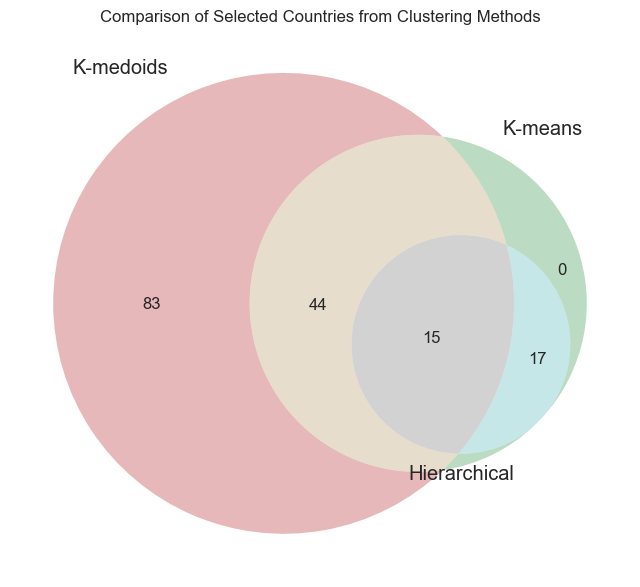 Comparison of Selected Countries from Clustering Methods
K-medoids
K-means
0
83
44
15
17
Hierarchical